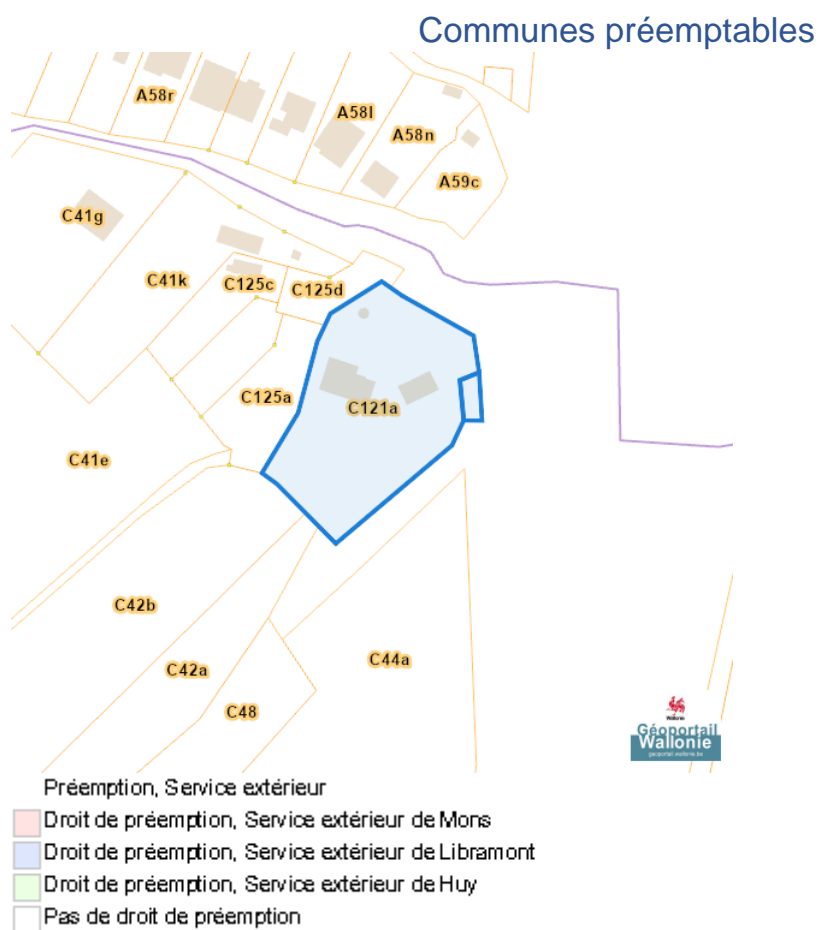 Communes préemptables
A58r
A58l
A58n
A59c
C41g
C41k
C125c
C125d
C125a
C121a
C41e
C42b
C42a
C44a
C48
Wallonie
Géoportail
Wallonie
geoportail.wallonie.be
Préemption, Service extérieur
Droit de préemption, Service extérieur de Mons
Droit de préemption, Service extérieur de Libramont
Droit de préemption, Service extérieur de Huy
Pas de droit de préemption